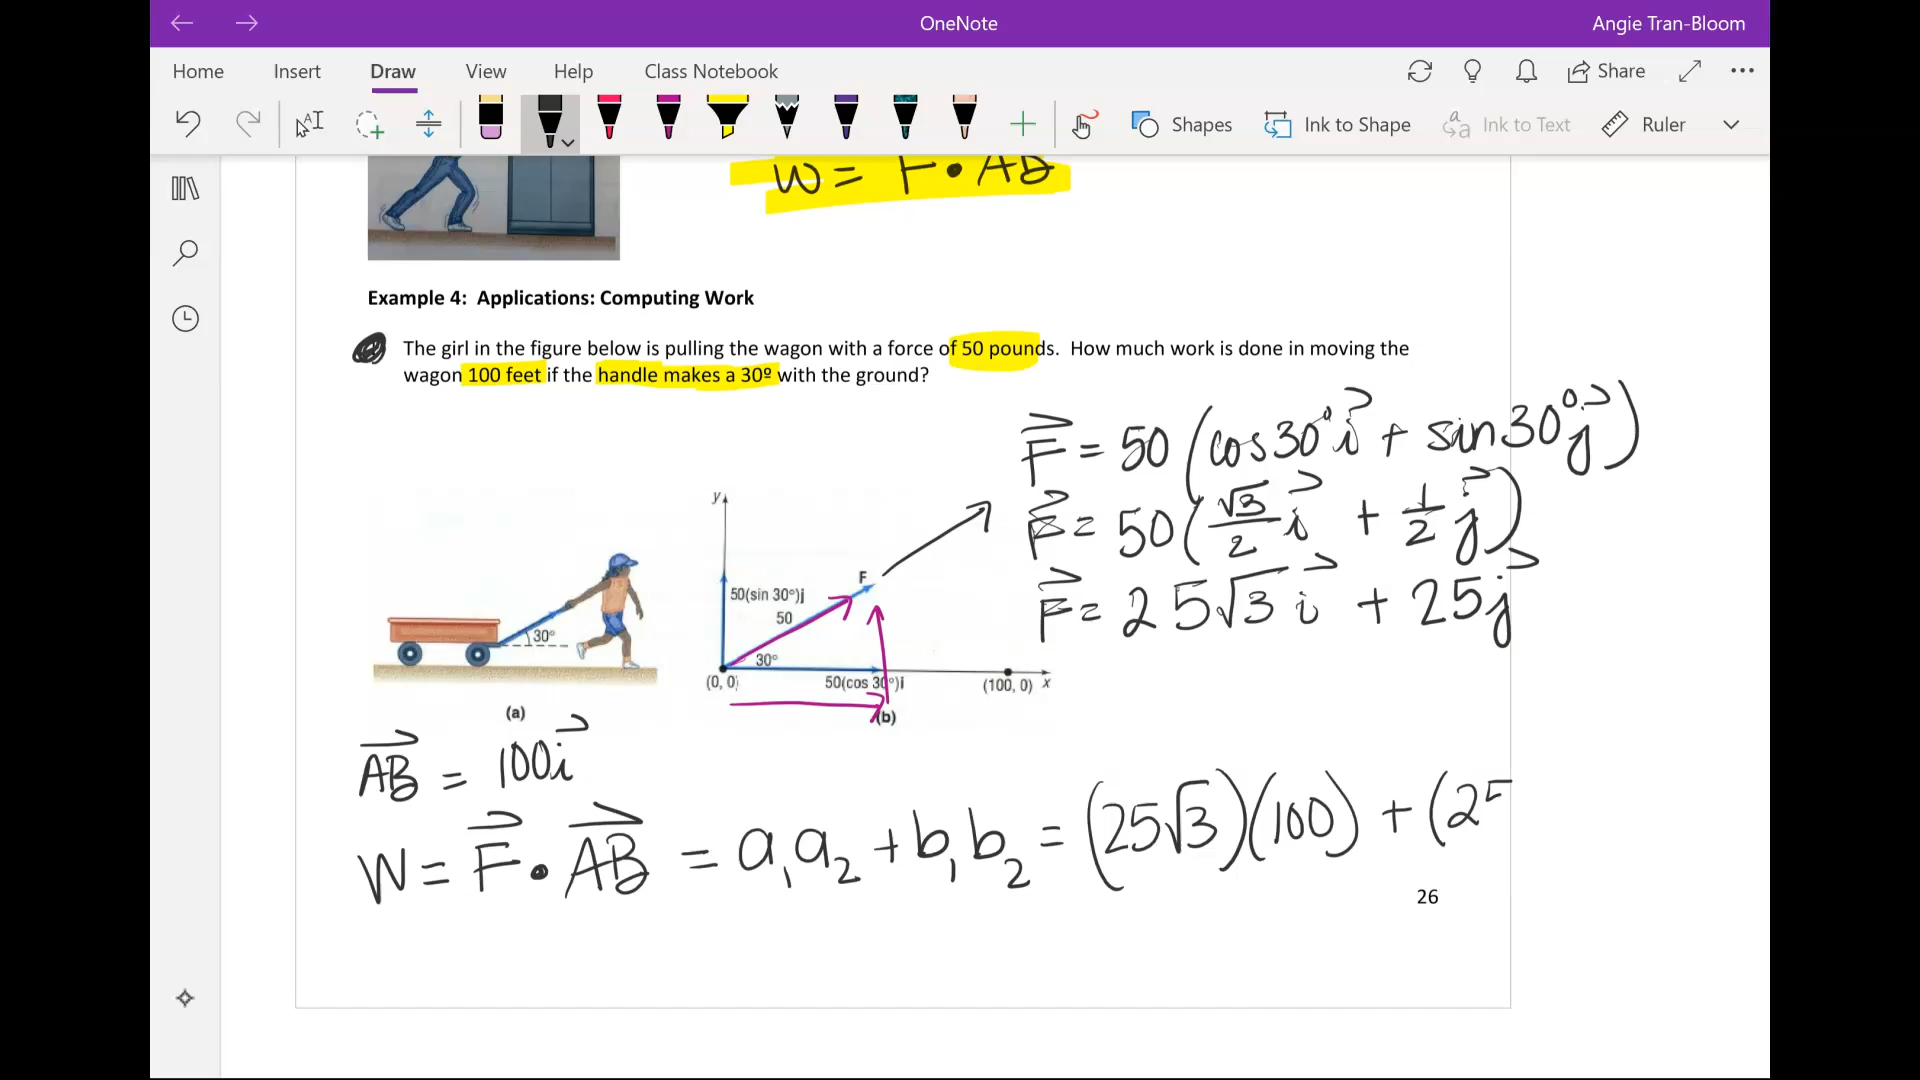 OneNote
Angie Tran-Bloom
Home Insert Draw View Help Class Notebook Share
Shapes Ink to Shape Ink to Text Ruler
W = F • AB
Example 4: Applications: Computing Work
The girl in the figure below is pulling the wagon with a force of 50 pounds. How much work is done in moving the
wagon 100 feet if the handle makes a 30º with the ground?
F⃗ = 50 (cos30° i⃗ + sin30° j⃗)
F⃗ = 50 (√3/2 i⃗ + 1/2 j⃗)
F⃗ = 25√3 i⃗ + 25 j⃗
30°
(a)
y
F
50(sin 30°)j
50
30°
(0, 0)
50(cos 30°)i
(100, 0) x
(b)
AB⃗ = 100i⃗
W = F⃗ • AB⃗ = a₁a₂ + b₁b₂ = (25√3)(100) + (2
26